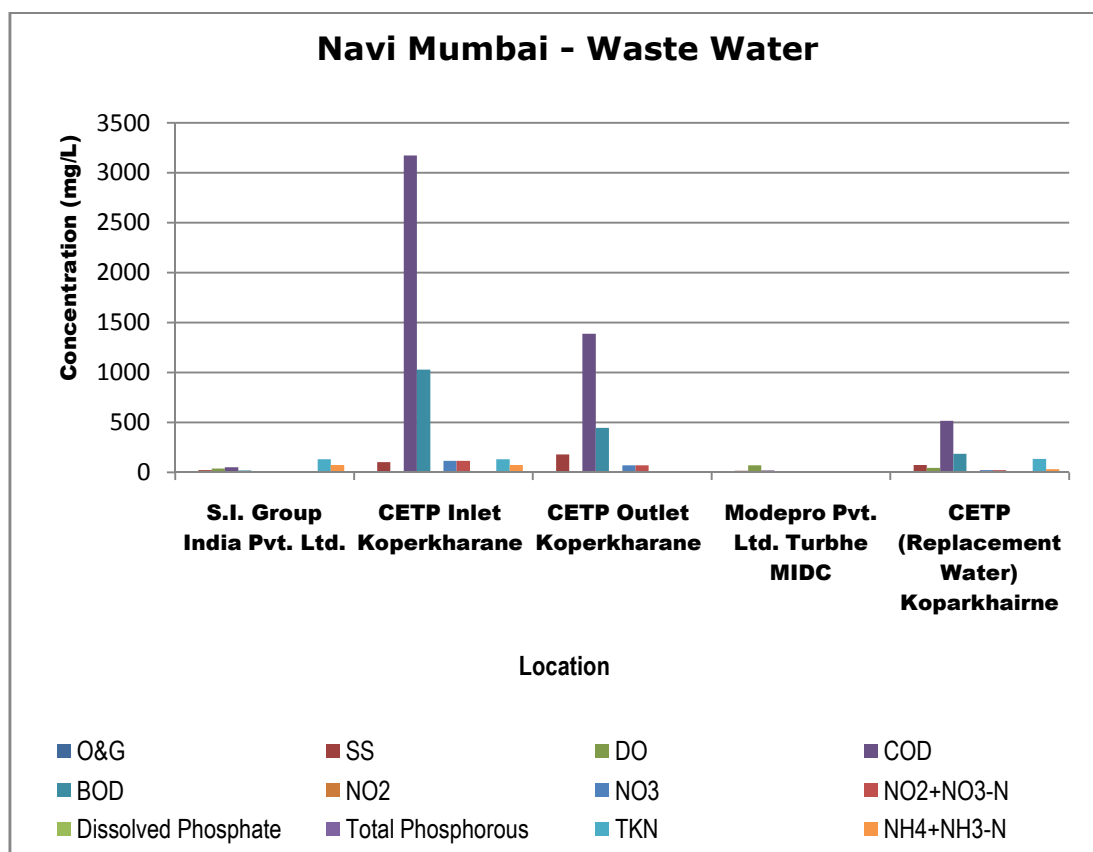 Navi Mumbai - Waste Water
Concentration (mg/L)
3500
3000
2500
2000
1500
1000
500
0
S.I. Group
India Pvt. Ltd.
CETP Inlet
Koperkharane
CETP Outlet
Koperkharane
Modepro Pvt.
Ltd. Turbhe
MIDC
CETP
(Replacement
Water)
Koparkhairne
Location
O&G
SS
DO
COD
BOD
NO2
NO3
NO2+NO3-N
Dissolved Phosphate
Total Phosphorous
TKN
NH4+NH3-N